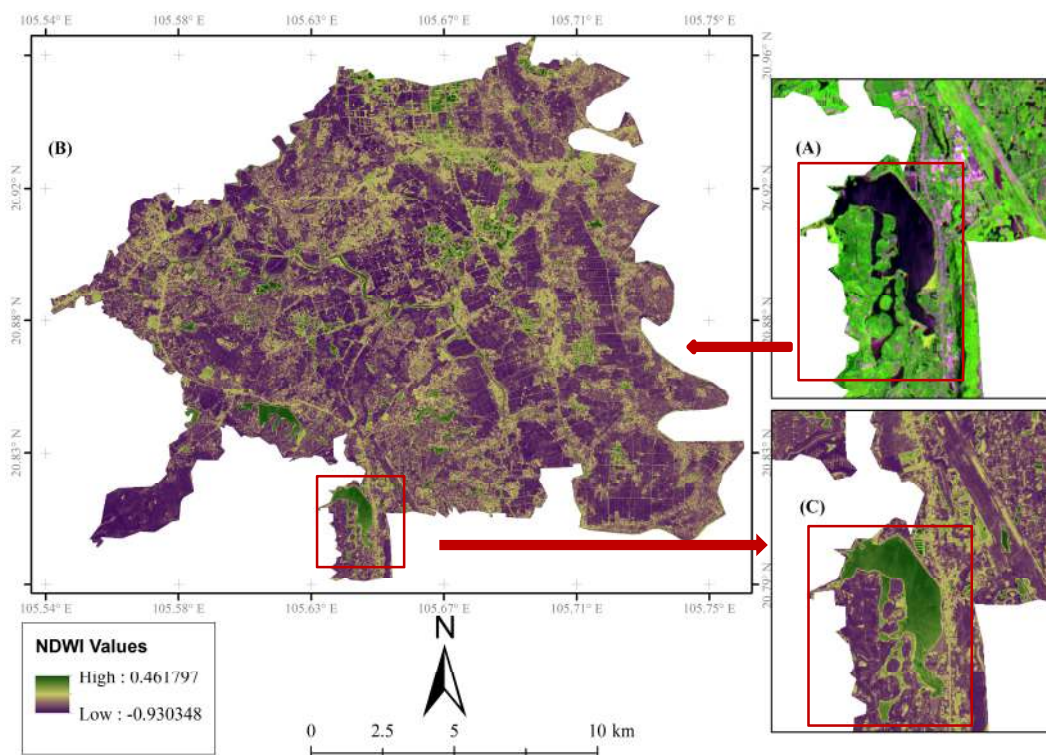 105.54° E 105.58° E 105.63° E 105.67° E 105.71° E 105.75° E
20.96° N
(B)
(A)
20.92° N 20.92° N
20.88° N 20.88° N
20.83° N 20.83° N
(C)
20.79° N 20.79° N
105.54° E 105.58° E 105.63° E 105.67° E 105.71° E 105.75° E
N
NDWI Values
High : 0.461797
Low : -0.930348
0 2.5 5 10 km